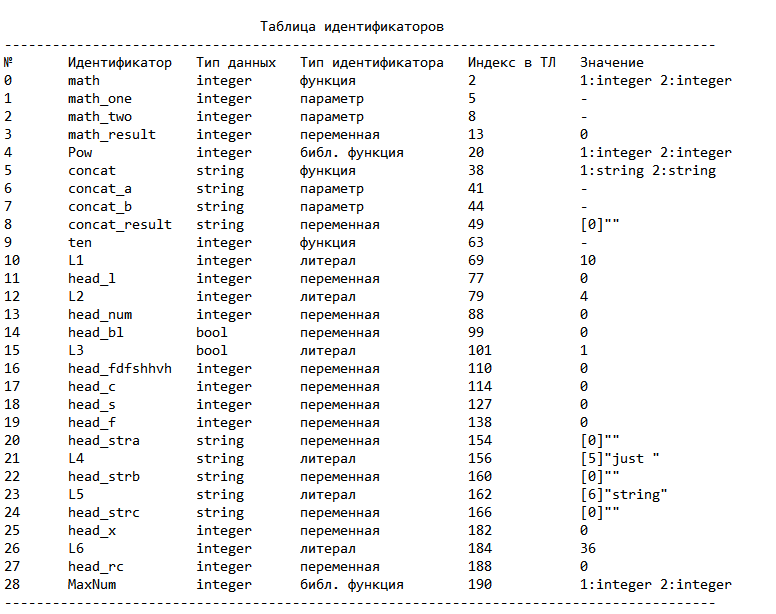 Таблица идентификаторов
-----------------------------------------------------------------------------------------
№ Идентификатор Тип данных Тип идентификатора Индекс в ТЛ Значение
0 math integer функция 2 1:integer 2:integer
1 math_one integer параметр 5 -
2 math_two integer параметр 8 -
3 math_result integer переменная 13 0
4 Pow integer библ. функция 20 1:integer 2:integer
5 concat string функция 38 1:string 2:string
6 concat_a string параметр 41 -
7 concat_b string параметр 44 -
8 concat_result string переменная 49 [0]""
9 ten integer функция 63 -
10 L1 integer литерал 69 10
11 head_l integer переменная 77 0
12 L2 integer литерал 79 4
13 head_num integer переменная 88 0
14 head_bl bool переменная 99 0
15 L3 bool литерал 101 1
16 head_fdfshhvh integer переменная 110 0
17 head_c integer переменная 114 0
18 head_s integer переменная 127 0
19 head_f integer переменная 138 0
20 head_stra string переменная 154 [0]""
21 L4 string литерал 156 [5]"just "
22 head_strb string переменная 160 [0]""
23 L5 string литерал 162 [6]"string"
24 head_strc string переменная 166 [0]""
25 head_x integer переменная 182 0
26 L6 integer литерал 184 36
27 head_rc integer переменная 188 0
28 MaxNum integer библ. функция 190 1:integer 2:integer
-----------------------------------------------------------------------------------------